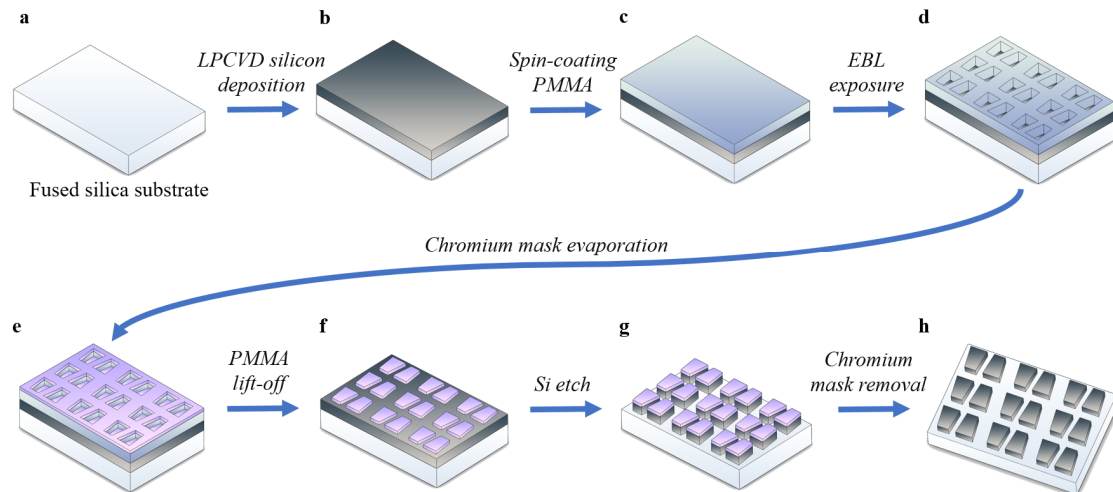 a
b
c
d
LPCVD silicon
deposition
Spin-coating
PMMA
EBL
exposure
Fused silica substrate
Chromium mask evaporation
e
f
g
h
PMMA
lift-off
Si etch
Chromium
mask removal